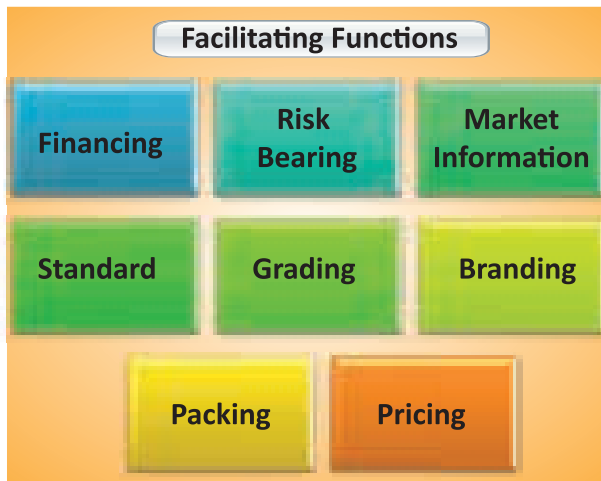 Facilitating Functions
Financing
Risk
Bearing
Market
Information
Standard
Grading
Branding
Packing
Pricing